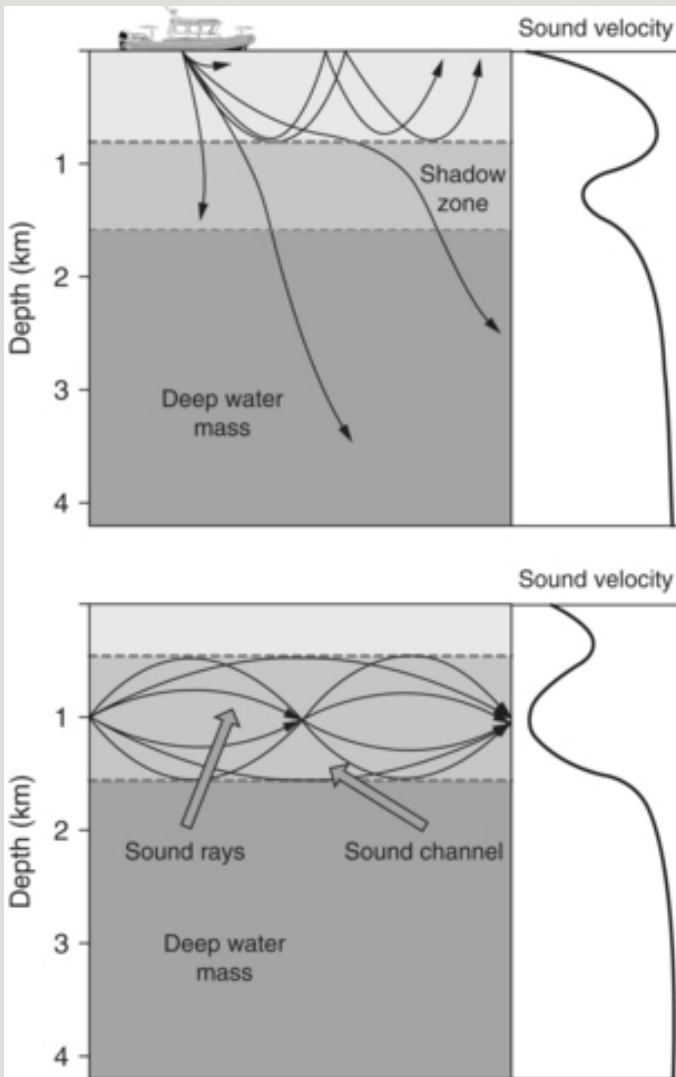 Sound velocity
Depth (km)
1
2
3
4
Shadow
zone
Deep water
mass
Sound velocity
Depth (km)
1
2
3
4
Sound rays
Sound channel
Deep water
mass